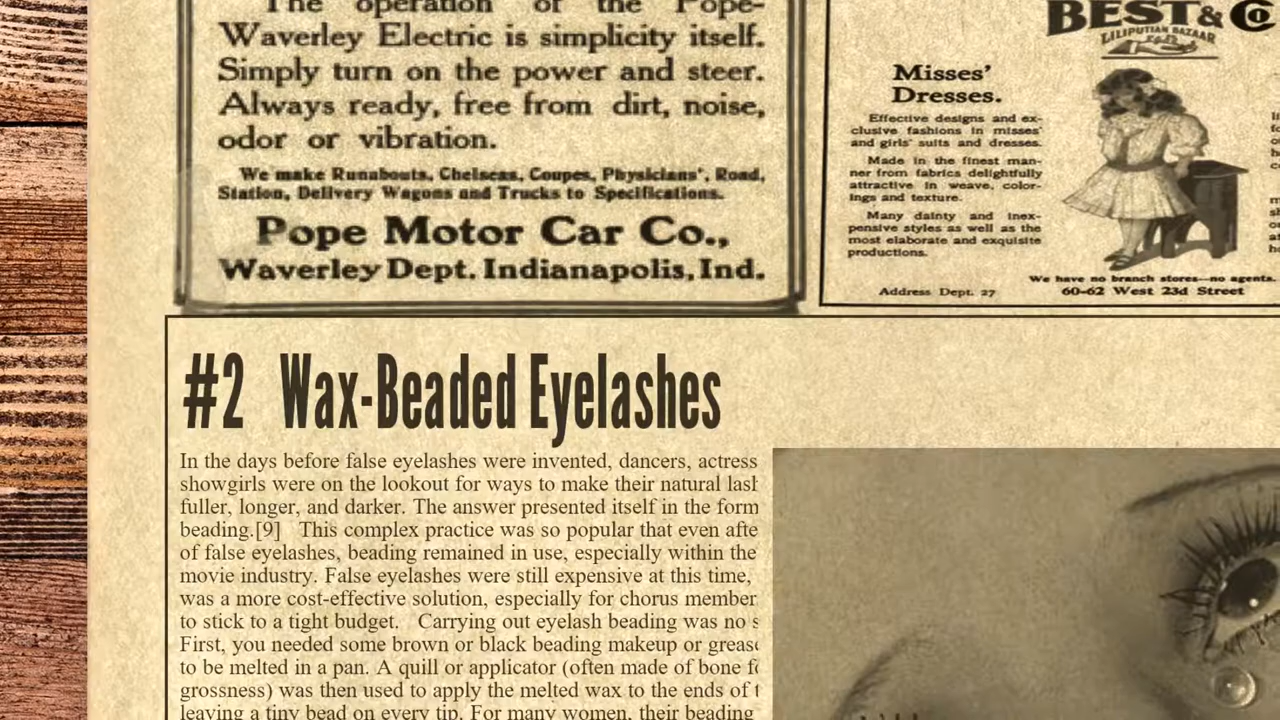 The operation of the Pope-
Waverley Electric is simplicity itself.
Simply turn on the power and steer.
Always ready, free from dirt, noise,
odor or vibration.
We make Runabouts, Chelseas, Coupes, Physicians', Road,
Station, Delivery Wagons and Trucks to Specifications.
Pope Motor Car Co.,
Waverley Dept. Indianapolis, Ind.
BEST & Co
LILIPUTIAN BAZAAR
Misses'
Dresses.
Effective designs and ex-
clusive fashions in misses'
and girls' suits and dresses.
Made in the finest man-
ner from fabrics delightfully
attractive in weave, color-
ings and texture.
Many dainty and inex-
pensive styles as well as the
most elaborate and exquisite
productions.
We have no branch stores—no agents.
Address Dept. 27
60-62 West 23d Street
#2 Wax-Beaded Eyelashes
In the days before false eyelashes were invented, dancers, actress
showgirls were on the lookout for ways to make their natural
fuller, longer, and darker. The answer presented itself in the form
beading.[9] This complex practice was so popular that even afte
of false eyelashes, beading remained in use, especially within the
movie industry. False eyelashes were still expensive at this time,
was a more cost-effective solution, especially for chorus member
to stick to a tight budget. Carrying out eyelash beading was no s
First, you needed some brown or black beading makeup or greas
to be melted in a pan. A quill or applicator (often made of bone f
grossness) was then used to apply the melted wax to the ends of t
leaving a tiny bead on every tip. For many women, their beading